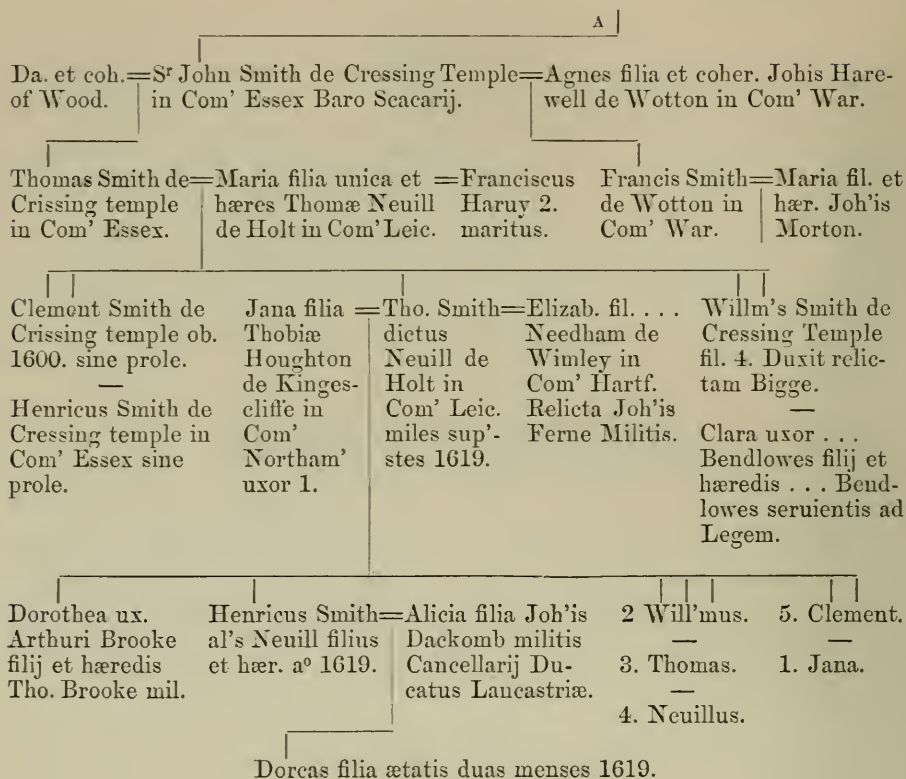 A
Da. et coh.=Sʳ John Smith de Cressing Temple=Agnes filia et coher. Johis Hare-
of Wood. in Com' Essex Baro Scacarij. well de Wotton in Com' War.
Thomas Smith de=Maria filia unica et =Franciscus Francis Smith=Maria fil. et
Crissing temple hæres Thomæ Neuill Haruy 2. de Wotton in hær. Joh'is
in Com' Essex. de Holt in Com' Leic. maritus. Com' War. Morton.
Clement Smith de
Crissing temple ob.
1600. sine prole.
—
Henricus Smith de
Cressing temple in
Com' Essex sine
prole.
Jana filia
Thobiæ
Houghton
de Kinges-
cliffe in
Com'
Northam'
uxor 1.
=Tho. Smith=
dictus
Neuill de
Holt in
Com' Leic.
miles sup'-
stes 1619.
Elizab. fil. . . .
Needham de
Wimley in
Com' Hartf.
Relicta Joh'is
Ferne Militis.
Willm's Smith de
Cressing Temple
fil. 4. Duxit relic-
tam Bigge.
—
Clara uxor . . .
Bendlowes filij et
hæredis . . . Bend-
lowes seruientis ad
Legem.
Dorothea ux.
Arthuri Brooke
filij et hæredis
Tho. Brooke mil.
Henricus Smith=
al's Neuill filius
et hær. aº 1619.
Alicia filia Joh'is
Dackomb militis
Cancellarij Du-
catus Laucastriæ.
2 Will'mus.
—
3. Thomas.
—
4. Neuillus.
5. Clement.
—
1. Jana.
Dorcas filia ætatis duas menses 1619.